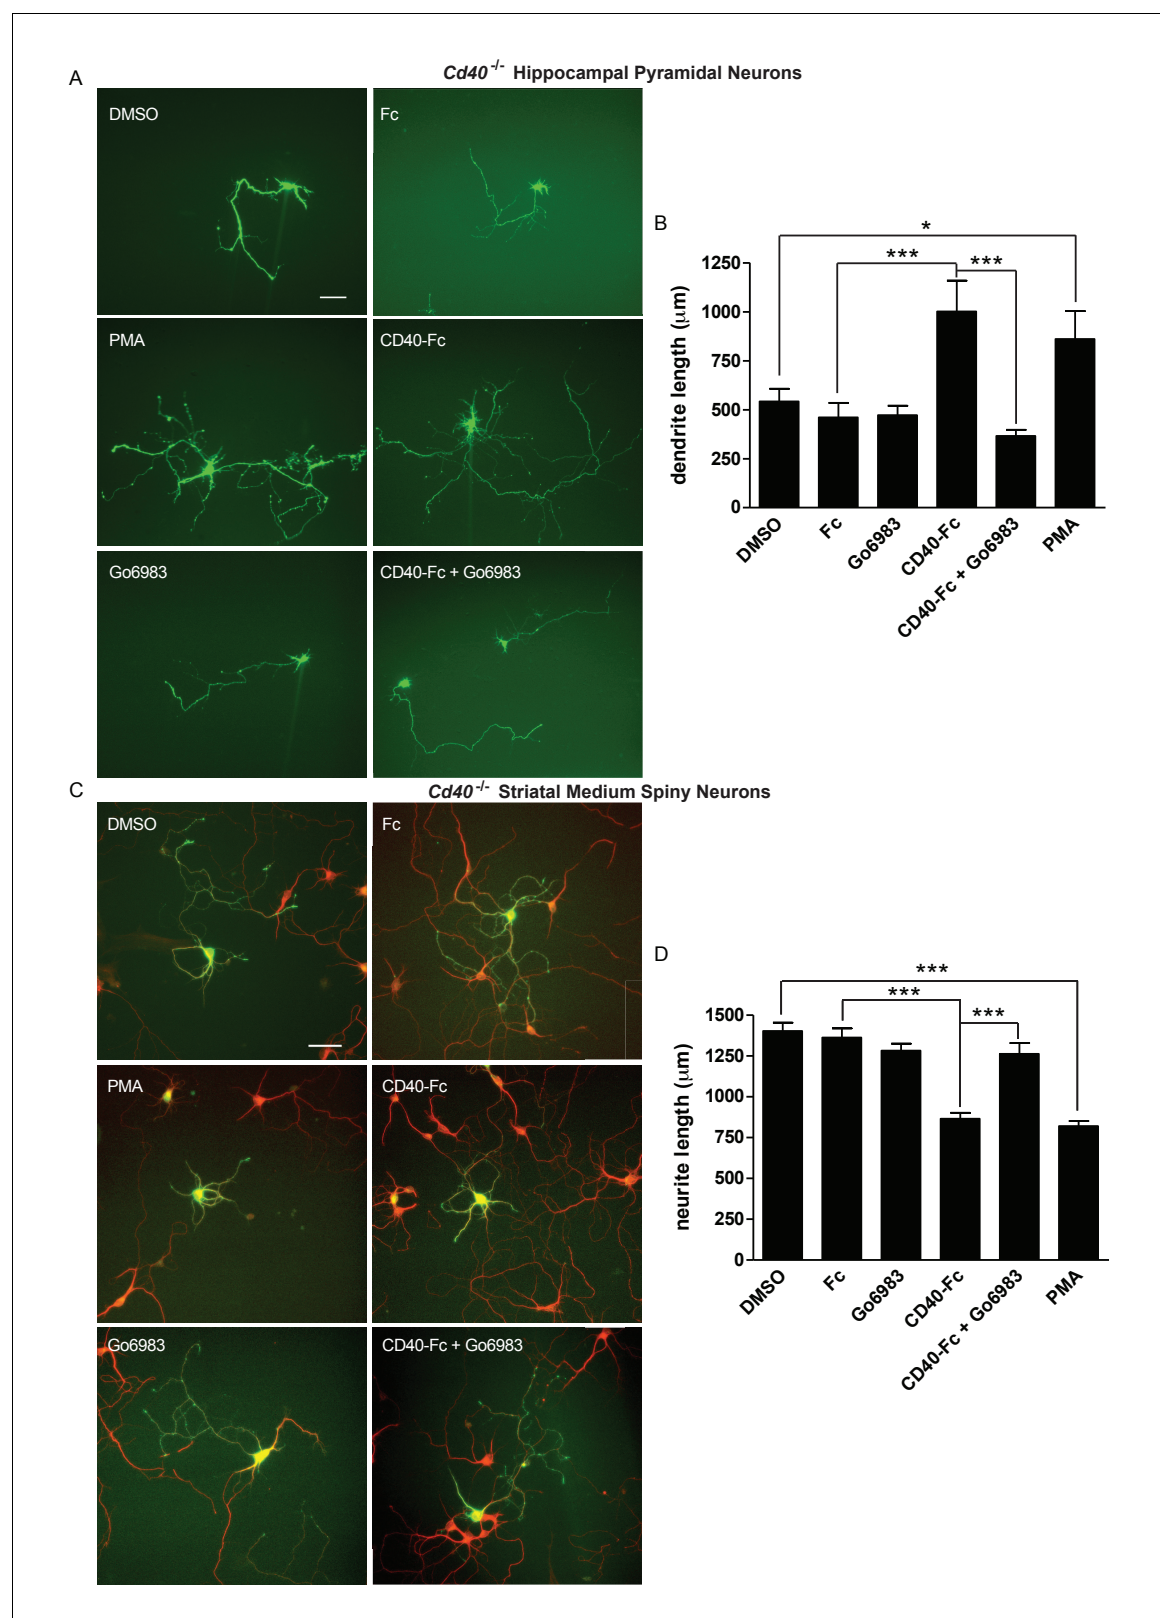 A
Cd40 -/- Hippocampal Pyramidal Neurons
DMSO
Fc
PMA
CD40-Fc
Go6983
CD40-Fc + Go6983
B
*
***
***
dendrite length (μm)
1250
1000
750
500
250
0
DMSO
Fc
Go6983
CD40-Fc
CD40-Fc + Go6983
PMA
C
Cd40 -/- Striatal Medium Spiny Neurons
DMSO
Fc
PMA
CD40-Fc
Go6983
CD40-Fc + Go6983
D
***
***
***
neurite length (μm)
1500
1250
1000
750
500
250
0
DMSO
Fc
Go6983
CD40-Fc
CD40-Fc + Go6983
PMA